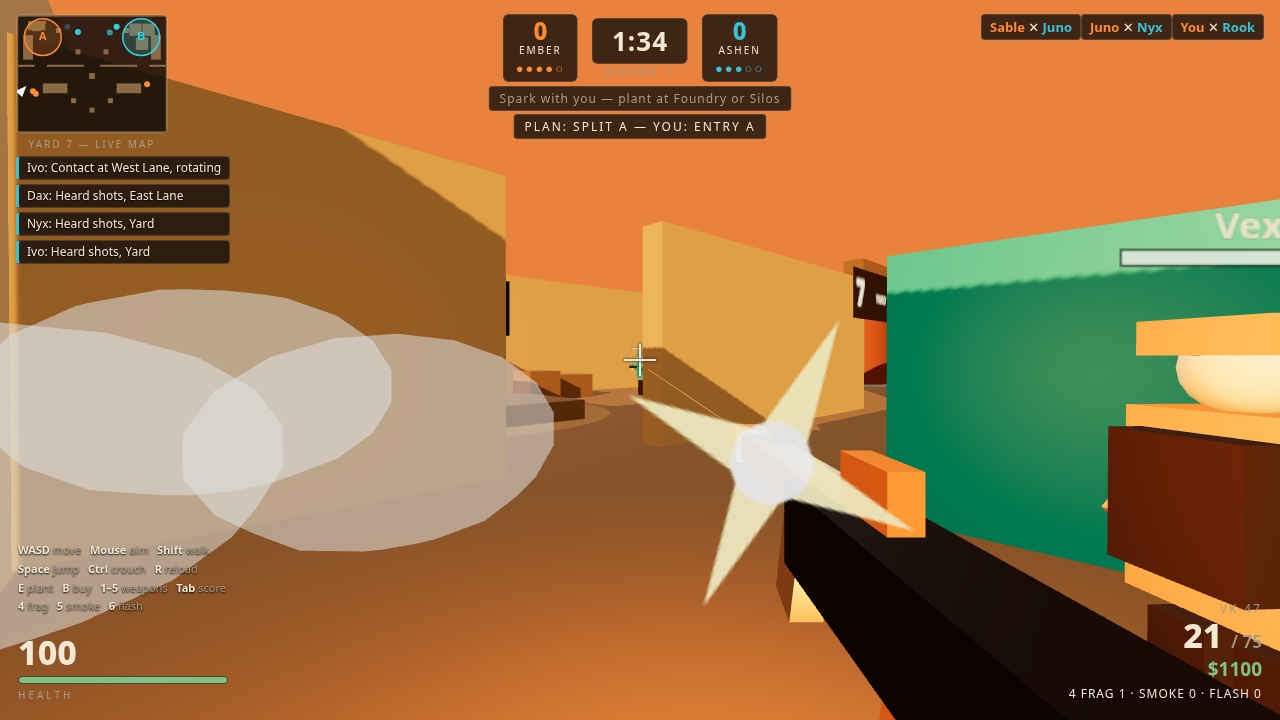 A
B
YARD 7 — LIVE MAP
Ivo: Contact at West Lane, rotating
Dax: Heard shots, East Lane
Nyx: Heard shots, Yard
Ivo: Heard shots, Yard
0
EMBER
1:34
0
ASHEN
Spark with you — plant at Foundry or Silos
PLAN: SPLIT A — YOU: ENTRY A
Sable × Juno
Juno × Nyx
You × Rook
Vex
7 —
WASD move Mouse aim Shift walk
Space jump Ctrl crouch R reload
E plant B buy 1–5 weapons Tab score
4 frag 5 smoke 6 flash
100
HEALTH
VK-47
21 / 75
$1100
4 FRAG 1 · SMOKE 0 · FLASH 0